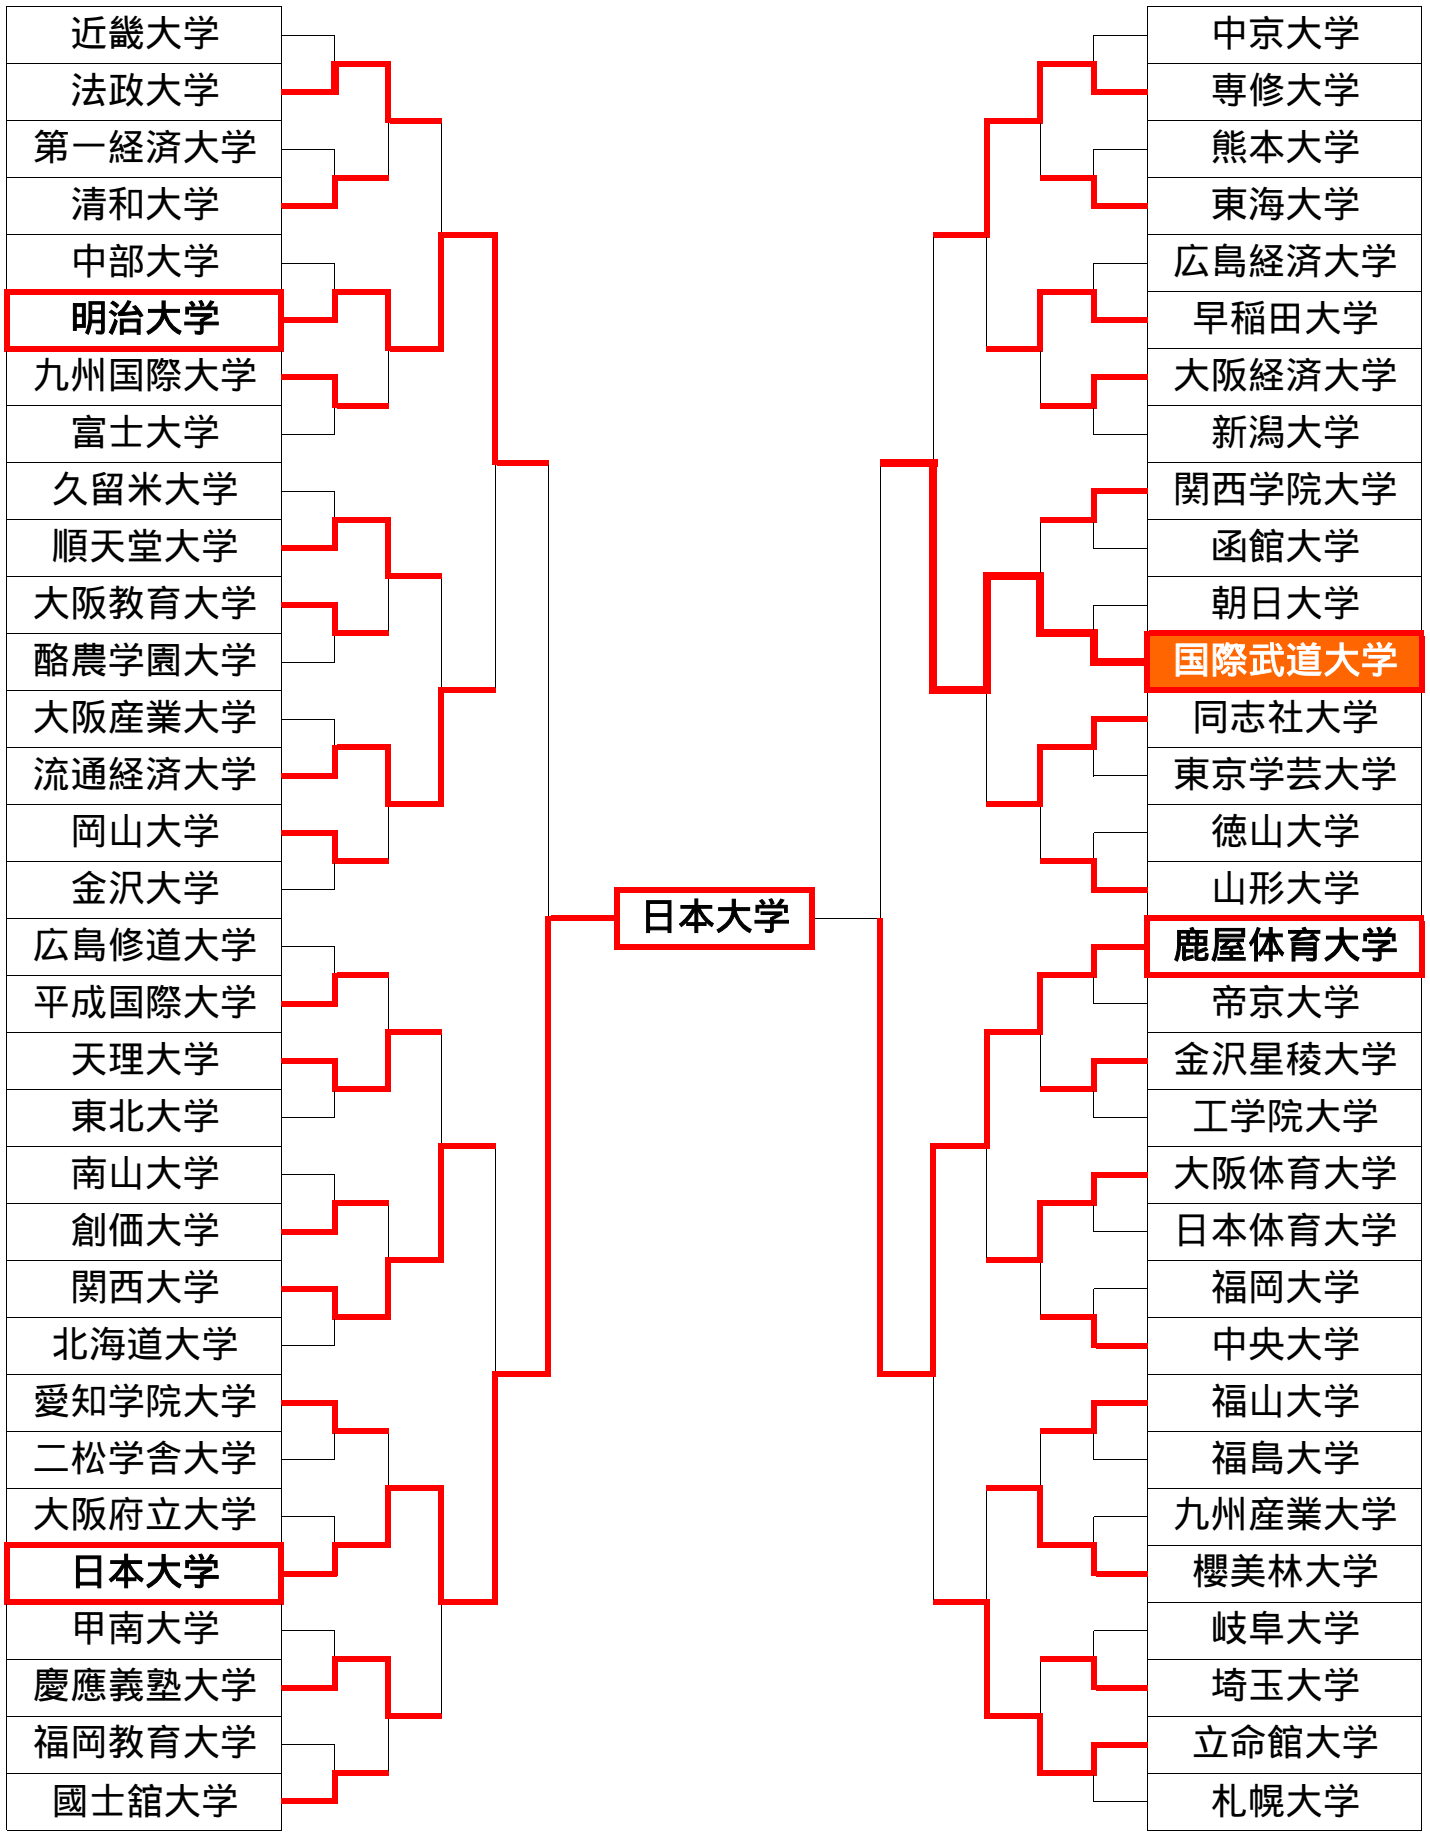 近畿大学
法政大学
第一経済大学
清和大学
中部大学
明治大学
九州国際大学
富士大学
久留米大学
順天堂大学
大阪教育大学
酪農学園大学
大阪産業大学
流通経済大学
岡山大学
金沢大学
広島修道大学
平成国際大学
天理大学
東北大学
南山大学
創価大学
関西大学
北海道大学
愛知学院大学
二松学舎大学
大阪府立大学
日本大学
甲南大学
慶應義塾大学
福岡教育大学
國士舘大学
日本大学
中京大学
専修大学
熊本大学
東海大学
広島経済大学
早稲田大学
大阪経済大学
新潟大学
関西学院大学
函館大学
朝日大学
国際武道大学
同志社大学
東京学芸大学
徳山大学
山形大学
鹿屋体育大学
帝京大学
金沢星稜大学
工学院大学
大阪体育大学
日本体育大学
福岡大学
中央大学
福山大学
福島大学
九州産業大学
櫻美林大学
岐阜大学
埼玉大学
立命館大学
札幌大学